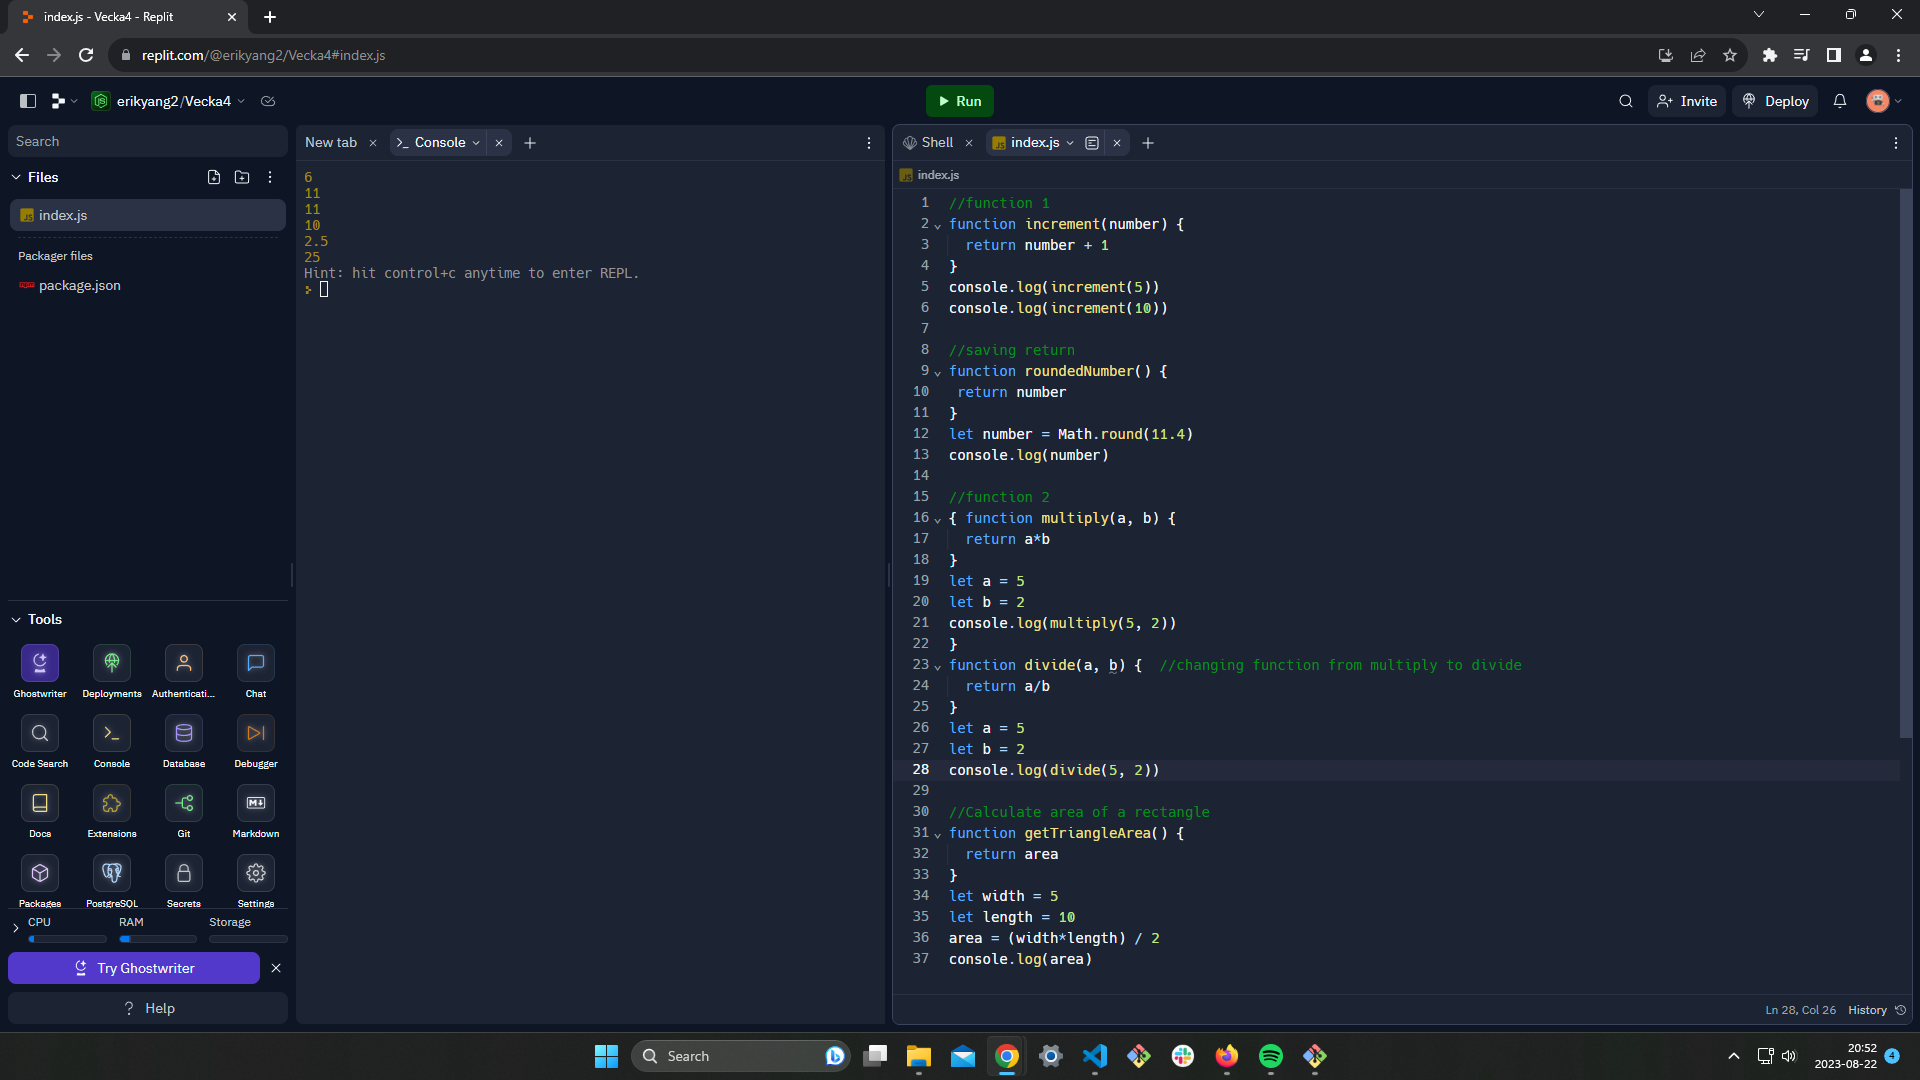 index.js - Vecka4 - Replit
replit.com/@erikyang2/Vecka4#index.js
erikyang2/Vecka4
Run
Invite
Deploy
Search
Files
index.js
Packager files
package.json
Tools
Ghostwriter
Deployments
Authenticati...
Chat
Code Search
Console
Database
Debugger
Docs
Extensions
Git
Markdown
Packages
PostgreSQL
Secrets
Settings
CPU
RAM
Storage
Try Ghostwriter
? Help
New tab
Console
6
11
11
10
2.5
25
Hint: hit control+c anytime to enter REPL.
Shell
index.js
index.js
1 //function 1
2 function increment(number) {
3 return number + 1
4 }
5 console.log(increment(5))
6 console.log(increment(10))
7
8 //saving return
9 function roundedNumber() {
10 return number
11 }
12 let number = Math.round(11.4)
13 console.log(number)
14
15 //function 2
16 { function multiply(a, b) {
17 return a*b
18 }
19 let a = 5
20 let b = 2
21 console.log(multiply(5, 2))
22 }
23 function divide(a, b) { //changing function from multiply to divide
24 return a/b
25 }
26 let a = 5
27 let b = 2
28 console.log(divide(5, 2))
29
30 //Calculate area of a rectangle
31 function getTriangleArea() {
32 return area
33 }
34 let width = 5
35 let length = 10
36 area = (width*length) / 2
37 console.log(area)
Ln 28, Col 26 History
Search
20:52
2023-08-22
4